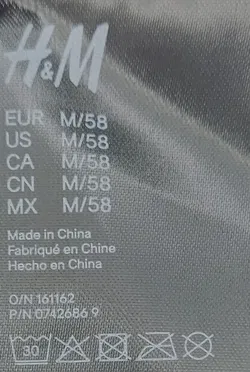 H&M
EUR M/58
US M/58
CA M/58
CN M/58
MX M/58
Made in China
Fabriqué en Chine
Hecho en China
O/N 161162
P/N 0742686 9
30